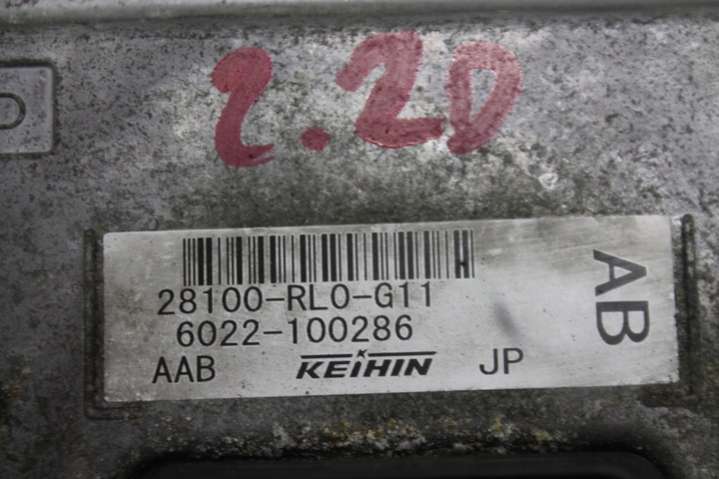 2.2D
D
28100-RL0-G11
6022-100286
AAB KEIHIN JP
AB